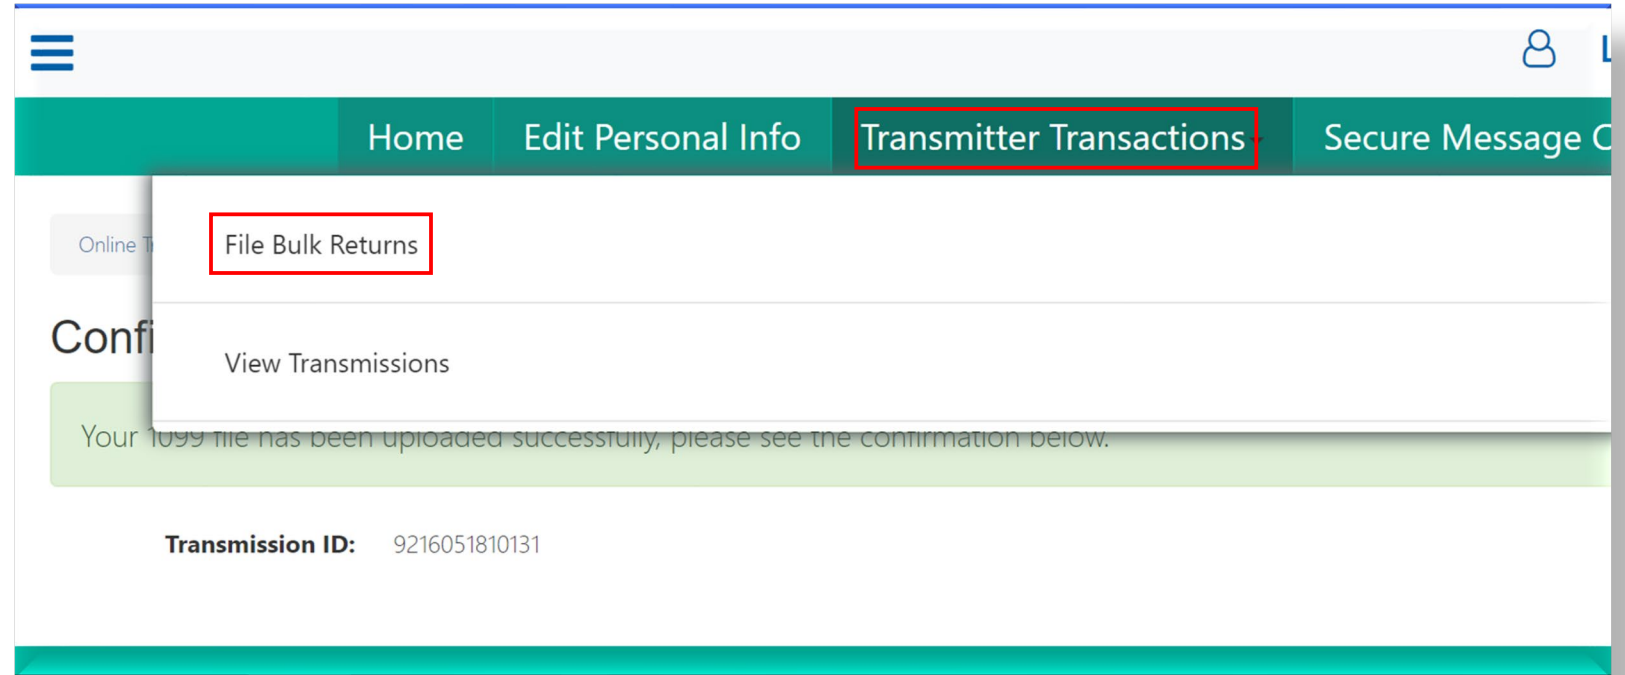 Home Edit Personal Info Transmitter Transactions Secure Message
Online
File Bulk Returns
View Transmissions
Your 1099 file has been uploaded successfully, please see the confirmation below.
Transmission ID: 9216051810131